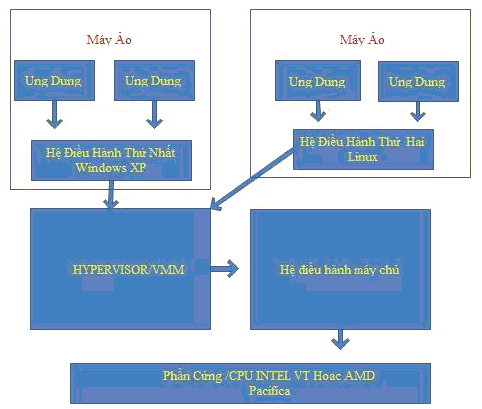 Máy Ảo
Máy Ảo
Ung Dung
Ung Dung
Ung Dung
Ung Dung
Hệ Điều Hành Thứ Nhất
Windows XP
Hệ Điều Hành Thứ Hai
Linux
HYPERVISOR/VMM
Hệ điều hành máy chủ
Phần Cứng /CPU INTEL VT Hoac AMD
Pacifica